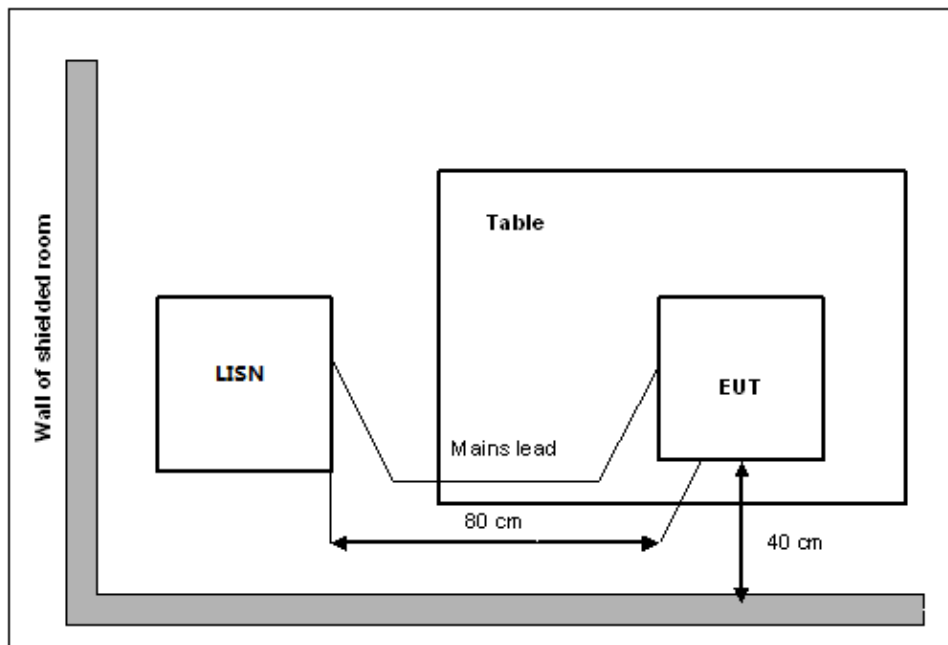 Wall of shielded room
Table
LISN
EUT
Mains lead
80 cm
40 cm